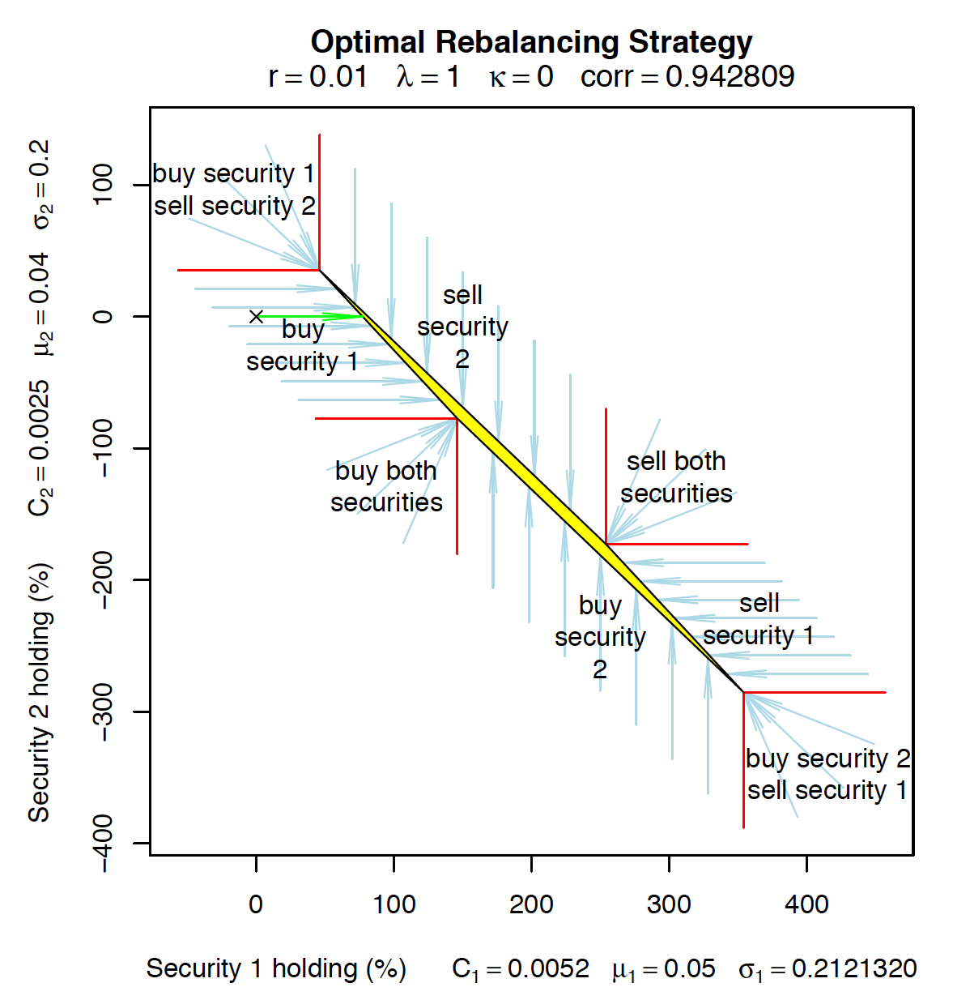 Optimal Rebalancing Strategy
r = 0.01 λ = 1 κ = 0 corr = 0.942809
buy security 1
sell security 2
sell
security
2
buy
security 1
buy both
securities
sell both
securities
buy
security
2
sell
security 1
buy security 2
sell security 1
100
0
−100
−200
−300
−400
Security 2 holding (%) C₂ = 0.0025 μ₂ = 0.04 σ₂ = 0.2
0 100 200 300 400
Security 1 holding (%) C₁ = 0.0052 μ₁ = 0.05 σ₁ = 0.2121320